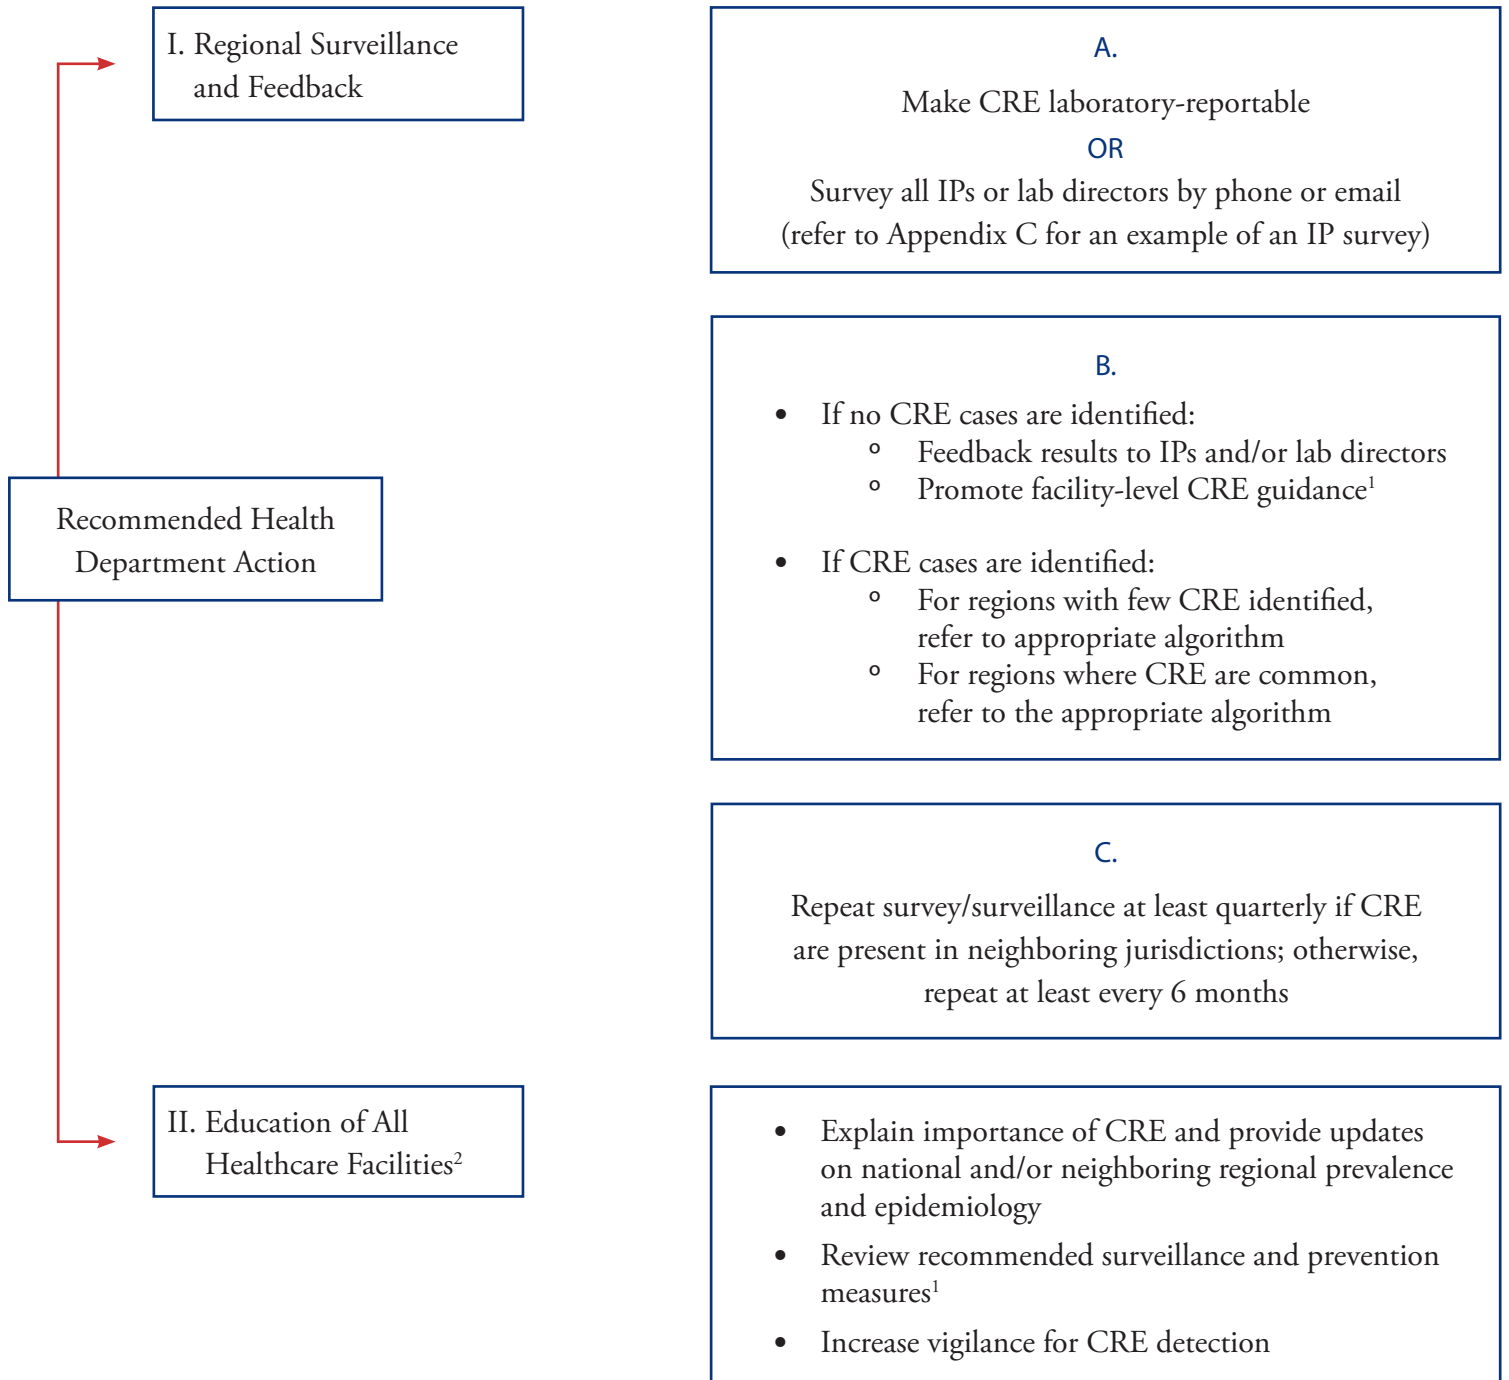 I. Regional Surveillance
and Feedback
A.
Make CRE laboratory-reportable
OR
Survey all IPs or lab directors by phone or email
(refer to Appendix C for an example of an IP survey)
B.
• If no CRE cases are identified:
º Feedback results to IPs and/or lab directors
º Promote facility-level CRE guidance¹
• If CRE cases are identified:
º For regions with few CRE identified,
refer to appropriate algorithm
º For regions where CRE are common,
refer to the appropriate algorithm
Recommended Health
Department Action
C.
Repeat survey/surveillance at least quarterly if CRE
are present in neighboring jurisdictions; otherwise,
repeat at least every 6 months
II. Education of All
Healthcare Facilities²
• Explain importance of CRE and provide updates
on national and/or neighboring regional prevalence
and epidemiology
• Review recommended surveillance and prevention
measures¹
• Increase vigilance for CRE detection